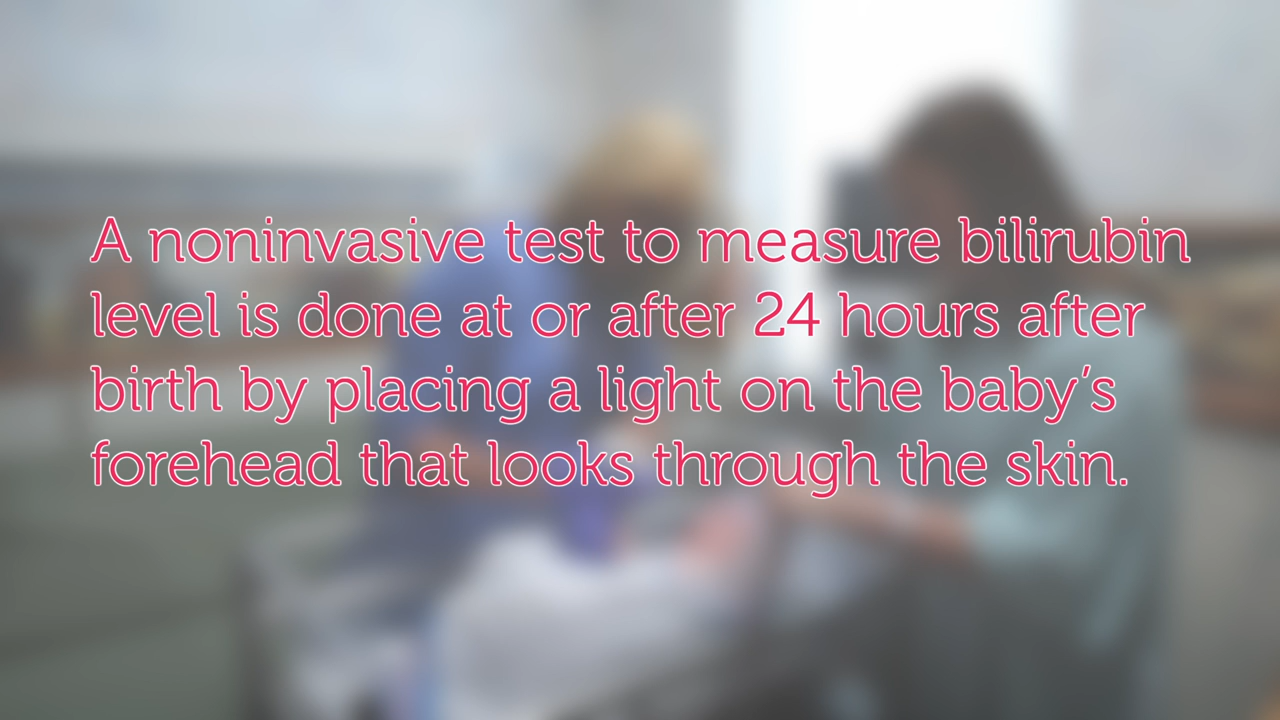 A noninvasive test to measure bilirubin
level is done at or after 24 hours after
birth by placing a light on the baby’s
forehead that looks through the skin.